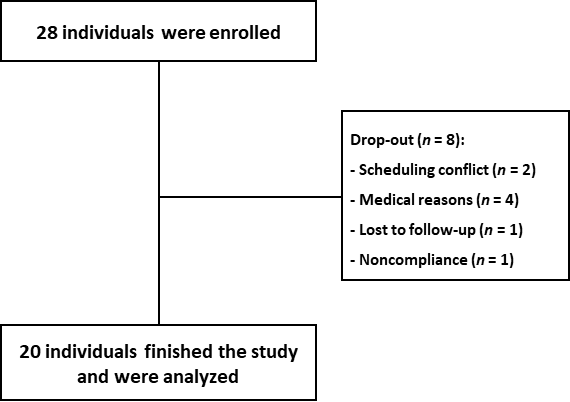 28 individuals were enrolled
Drop-out (n = 8):
- Scheduling conflict (n = 2)
- Medical reasons (n = 4)
- Lost to follow-up (n = 1)
- Noncompliance (n = 1)
20 individuals finished the study
and were analyzed